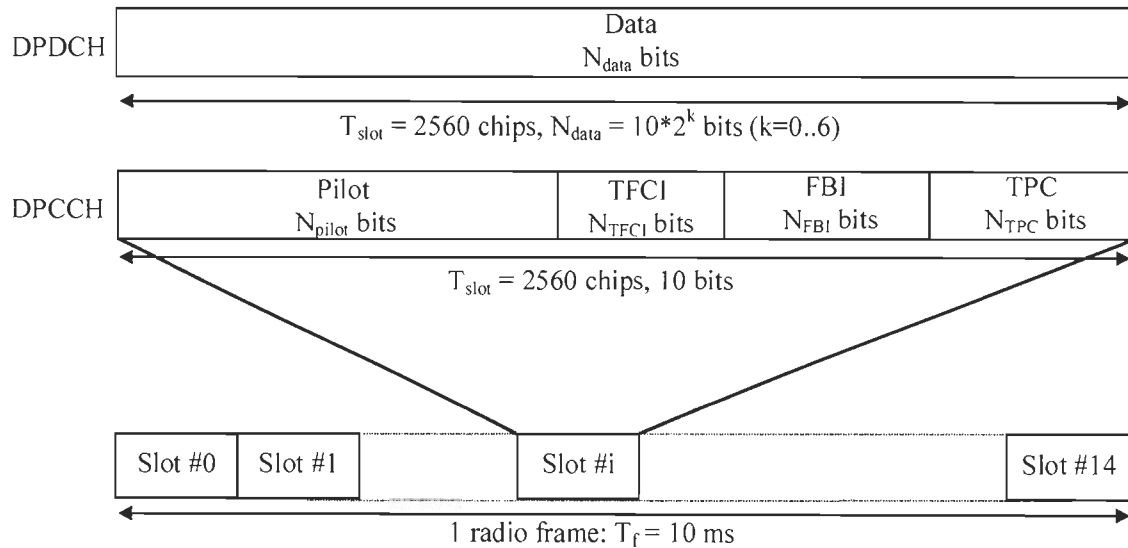 DPDCH
Data
N_data bits
T_slot = 2560 chips, N_data = 10*2^k bits (k=0..6)
DPCCH
Pilot
N_pilot bits
TFCI
N_TFCI bits
FBI
N_FBI bits
TPC
N_TPC bits
T_slot = 2560 chips, 10 bits
Slot #0
Slot #1
Slot #i
Slot #14
1 radio frame: T_f = 10 ms